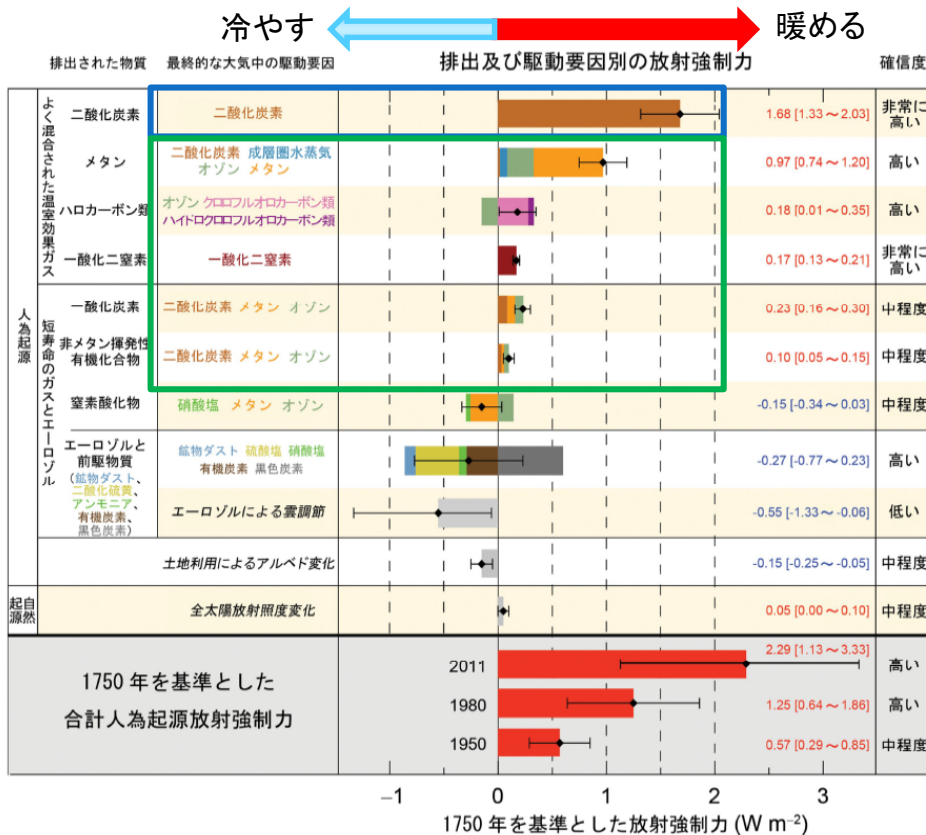 冷やす
暖める
排出された物質
最終的な大気中の駆動要因
排出及び駆動要因別の放射強制力
確信度
人為起源
よく混合された温室効果ガス
二酸化炭素
二酸化炭素
1.68 [1.33～2.03]
非常に
高い
メタン
二酸化炭素 成層圏水蒸気
オゾン メタン
0.97 [0.74～1.20]
高い
ハロカーボン類
オゾン クロロフルオロカーボン類
ハイドロクロロフルオロカーボン類
0.18 [0.01～0.35]
高い
一酸化二窒素
一酸化二窒素
0.17 [0.13～0.21]
非常に
高い
短寿命のガスとエーロゾル
一酸化炭素
二酸化炭素 メタン オゾン
0.23 [0.16～0.30]
中程度
非メタン揮発性
有機化合物
二酸化炭素 メタン オゾン
0.10 [0.05～0.15]
中程度
窒素酸化物
硝酸塩 メタン オゾン
-0.15 [-0.34～0.03]
中程度
エーロゾルと
前駆物質
(鉱物ダスト、
二酸化硫黄、
アンモニア、
有機炭素、
黒色炭素)
鉱物ダスト 硫酸塩 硝酸塩
有機炭素 黒色炭素
-0.27 [-0.77～0.23]
高い
エーロゾルによる雲調節
-0.55 [-1.33～-0.06]
低い
土地利用によるアルベド変化
-0.15 [-0.25～-0.05]
中程度
自然
起源
全太陽放射照度変化
0.05 [0.00～0.10]
中程度
1750 年を基準とした
合計人為起源放射強制力
2011
2.29 [1.13～3.33]
高い
1980
1.25 [0.64～1.86]
高い
1950
0.57 [0.29～0.85]
中程度
−1 0 1 2 3
1750 年を基準とした放射強制力 (W m⁻²)